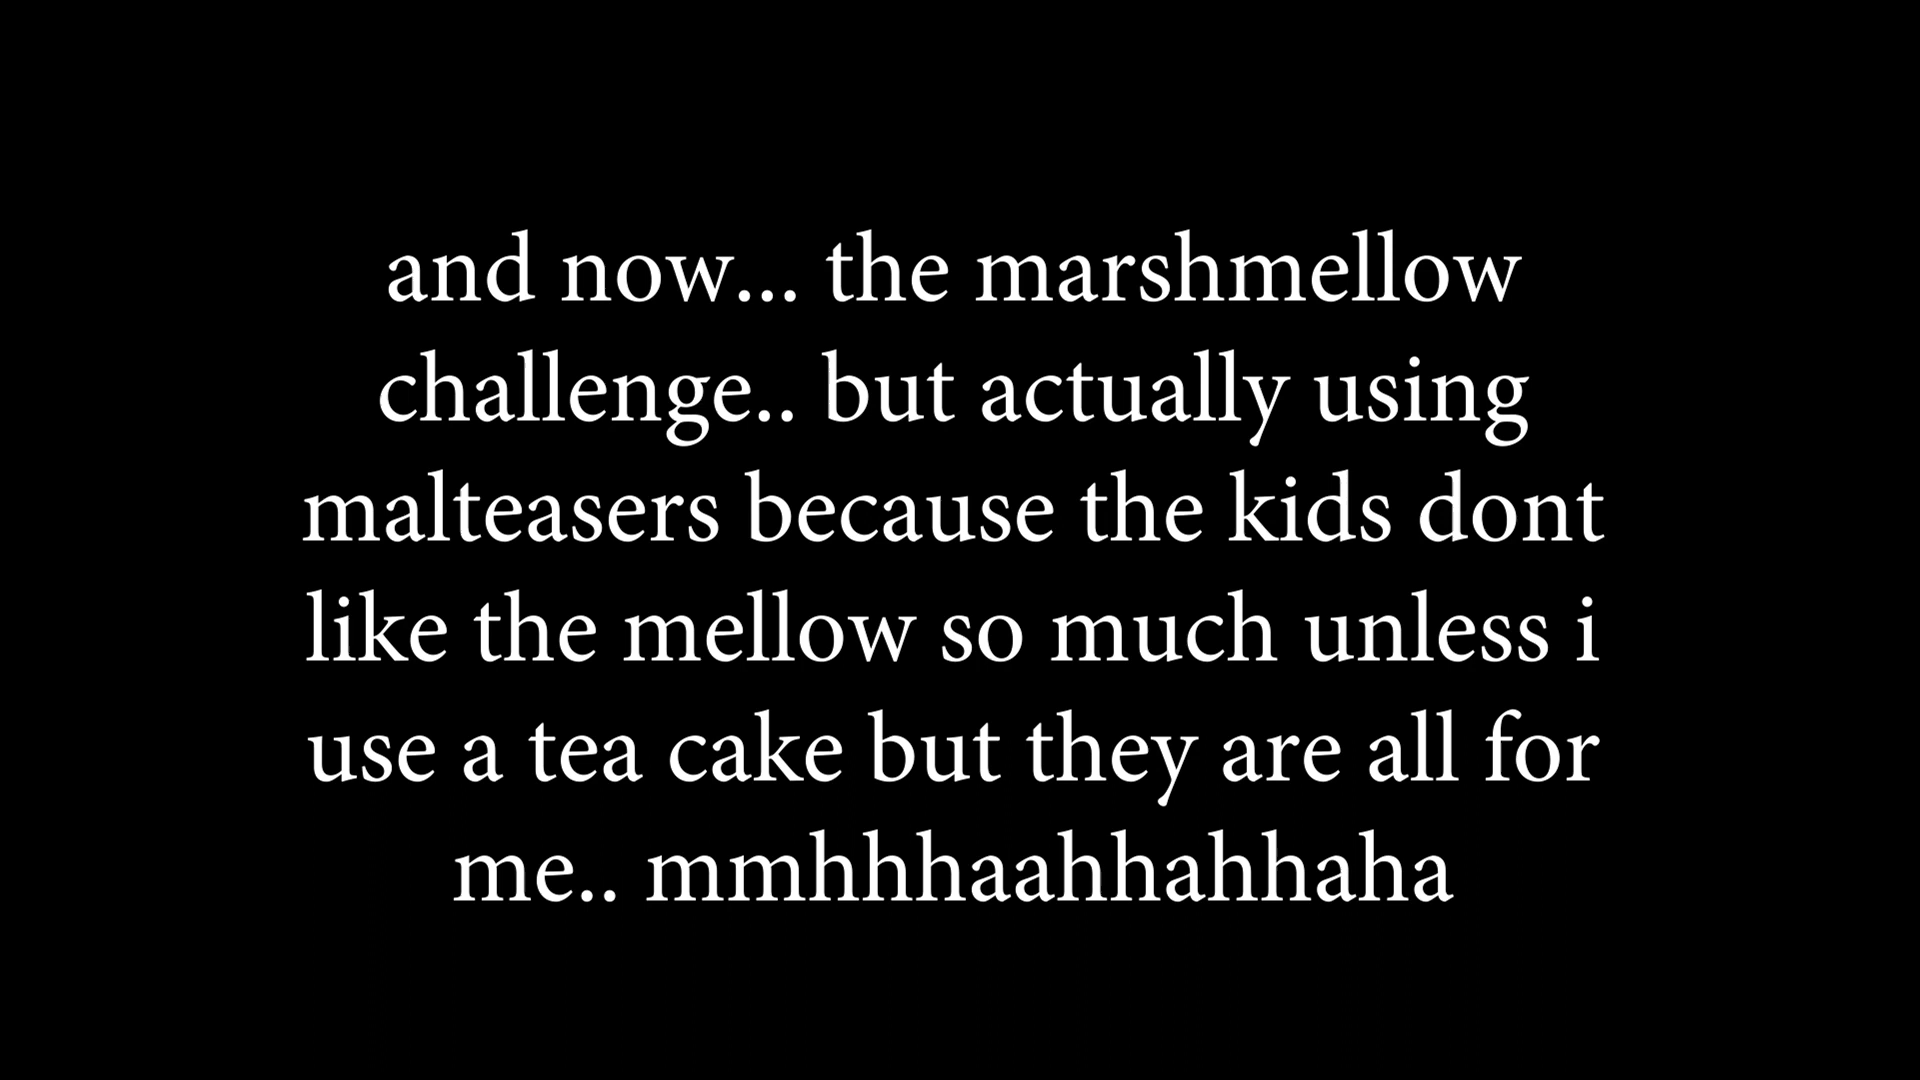 and now... the marshmellow
challenge.. but actually using
malteasers because the kids dont
like the mellow so much unless i
use a tea cake but they are all for
me.. mmhhhaahhahhaha